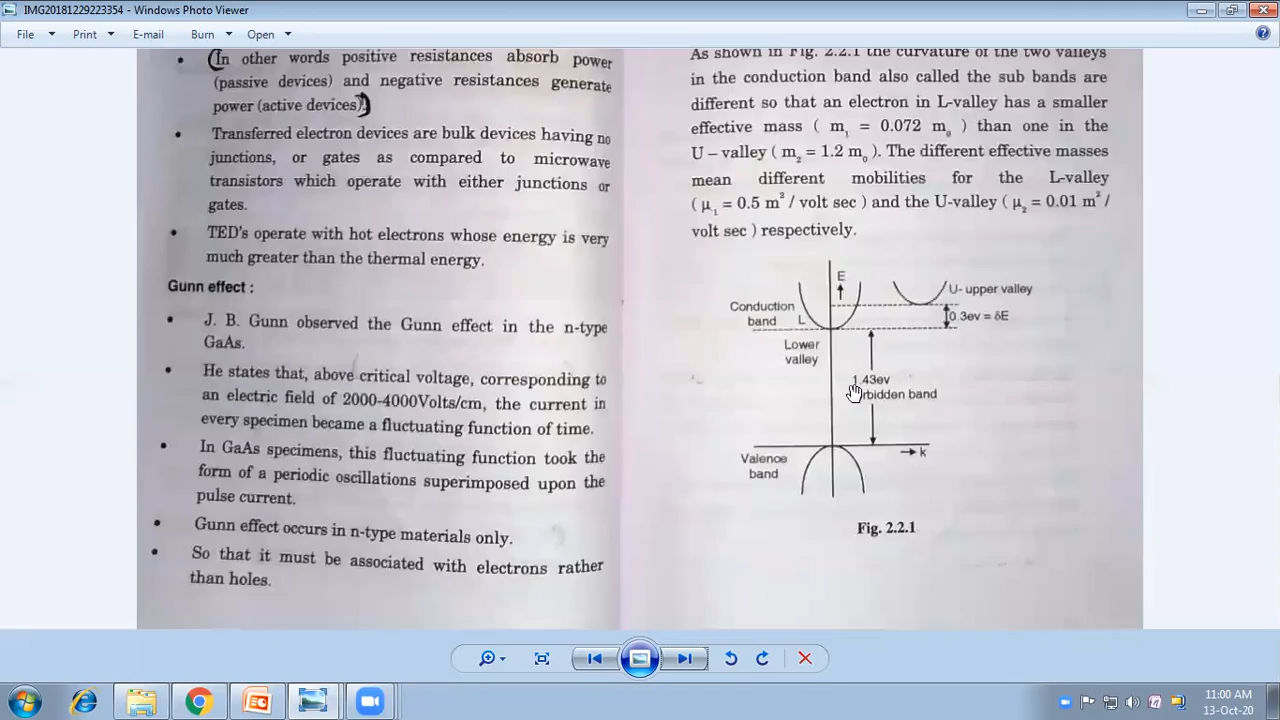 IMG20181229223354 - Windows Photo Viewer
File Print E-mail Burn Open
• In other words positive resistances absorb power
(passive devices) and negative resistances generate
power (active devices)
• Transferred electron devices are bulk devices having no
junctions, or gates as compared to microwave
transistors which operate with either junctions or
gates.
• TED's operate with hot electrons whose energy is very
much greater than the thermal energy.
Gunn effect :
• J. B. Gunn observed the Gunn effect in the n-type
GaAs.
• He states that, above critical voltage, corresponding to
an electric field of 2000-4000Volts/cm, the current in
every specimen became a fluctuating function of time.
• In GaAs specimens, this fluctuating function took the
form of a periodic oscillations superimposed upon the
pulse current.
• Gunn effect occurs in n-type materials only.
• So that it must be associated with electrons rather
than holes.
As shown in Fig. 2.2.1 the curvature of the two valleys
in the conduction band also called the sub bands are
different so that an electron in L-valley has a smaller
effective mass ( m₁ = 0.072 m₀ ) than one in the
U – valley ( m₂ = 1.2 m₀ ). The different effective masses
mean different mobilities for the L-valley
( μ₁ = 0.5 m² / volt sec ) and the U-valley ( μ₂ = 0.01 m² /
volt sec ) respectively.
E
U- upper valley
Conduction
band L
0.3ev = δE
Lower
valley
1.43ev
rbidden band
k
Valence
band
Fig. 2.2.1
11:00 AM
13-Oct-20